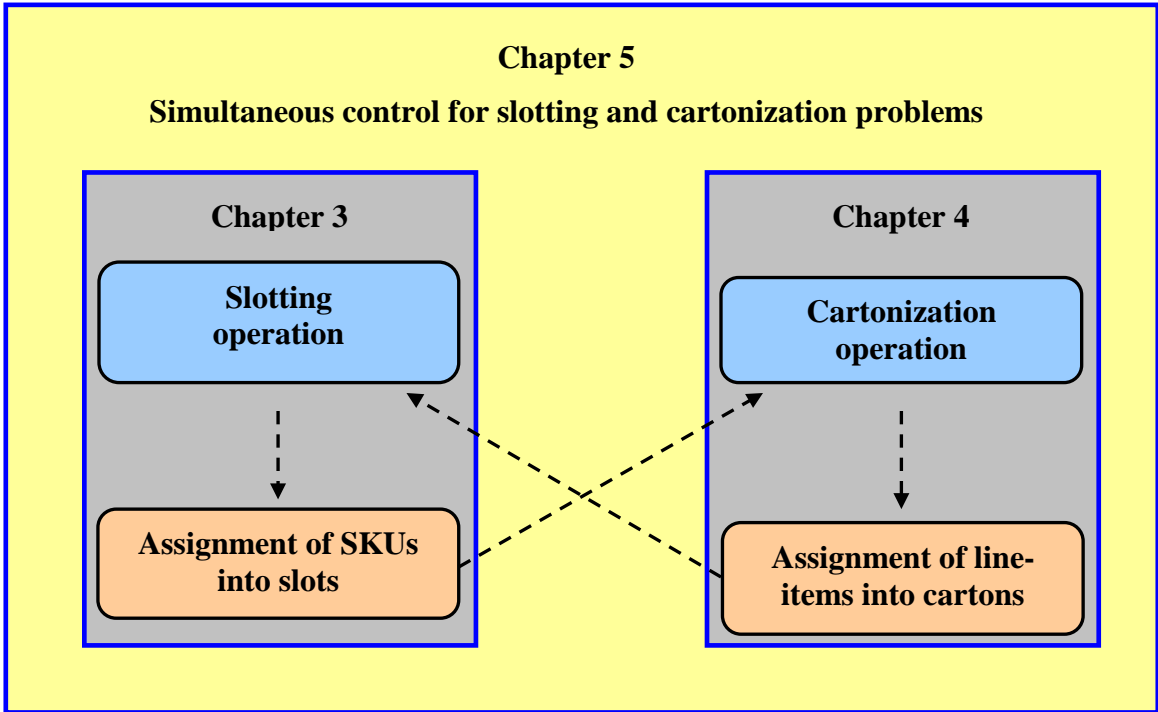 Chapter 5
Simultaneous control for slotting and cartonization problems
Chapter 3
Slotting
operation
Assignment of SKUs
into slots
Chapter 4
Cartonization
operation
Assignment of line-
items into cartons